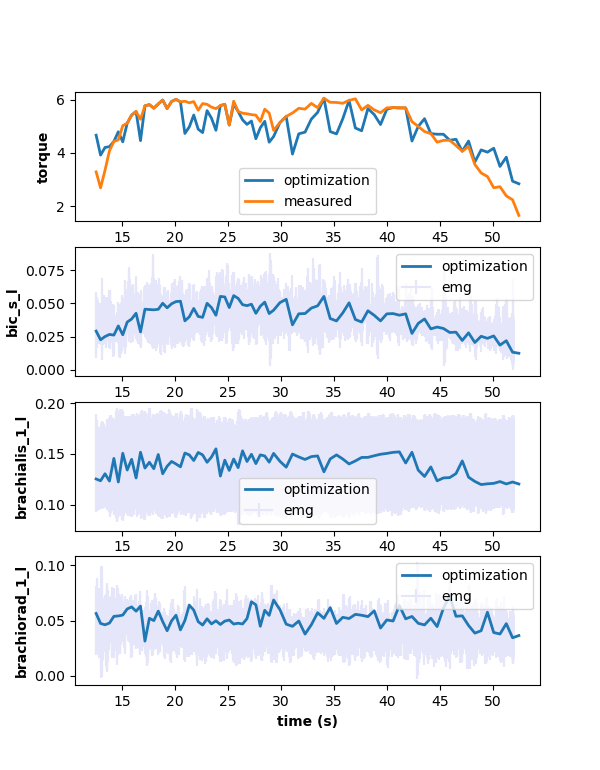 6
4
2
torque
optimization
measured
15 20 25 30 35 40 45 50
0.075
0.050
0.025
0.000
bic_s_l
optimization
emg
15 20 25 30 35 40 45 50
0.20
0.15
0.10
brachialis_1_l
optimization
emg
15 20 25 30 35 40 45 50
0.10
0.05
0.00
brachiorad_1_l
optimization
emg
15 20 25 30 35 40 45 50
time (s)